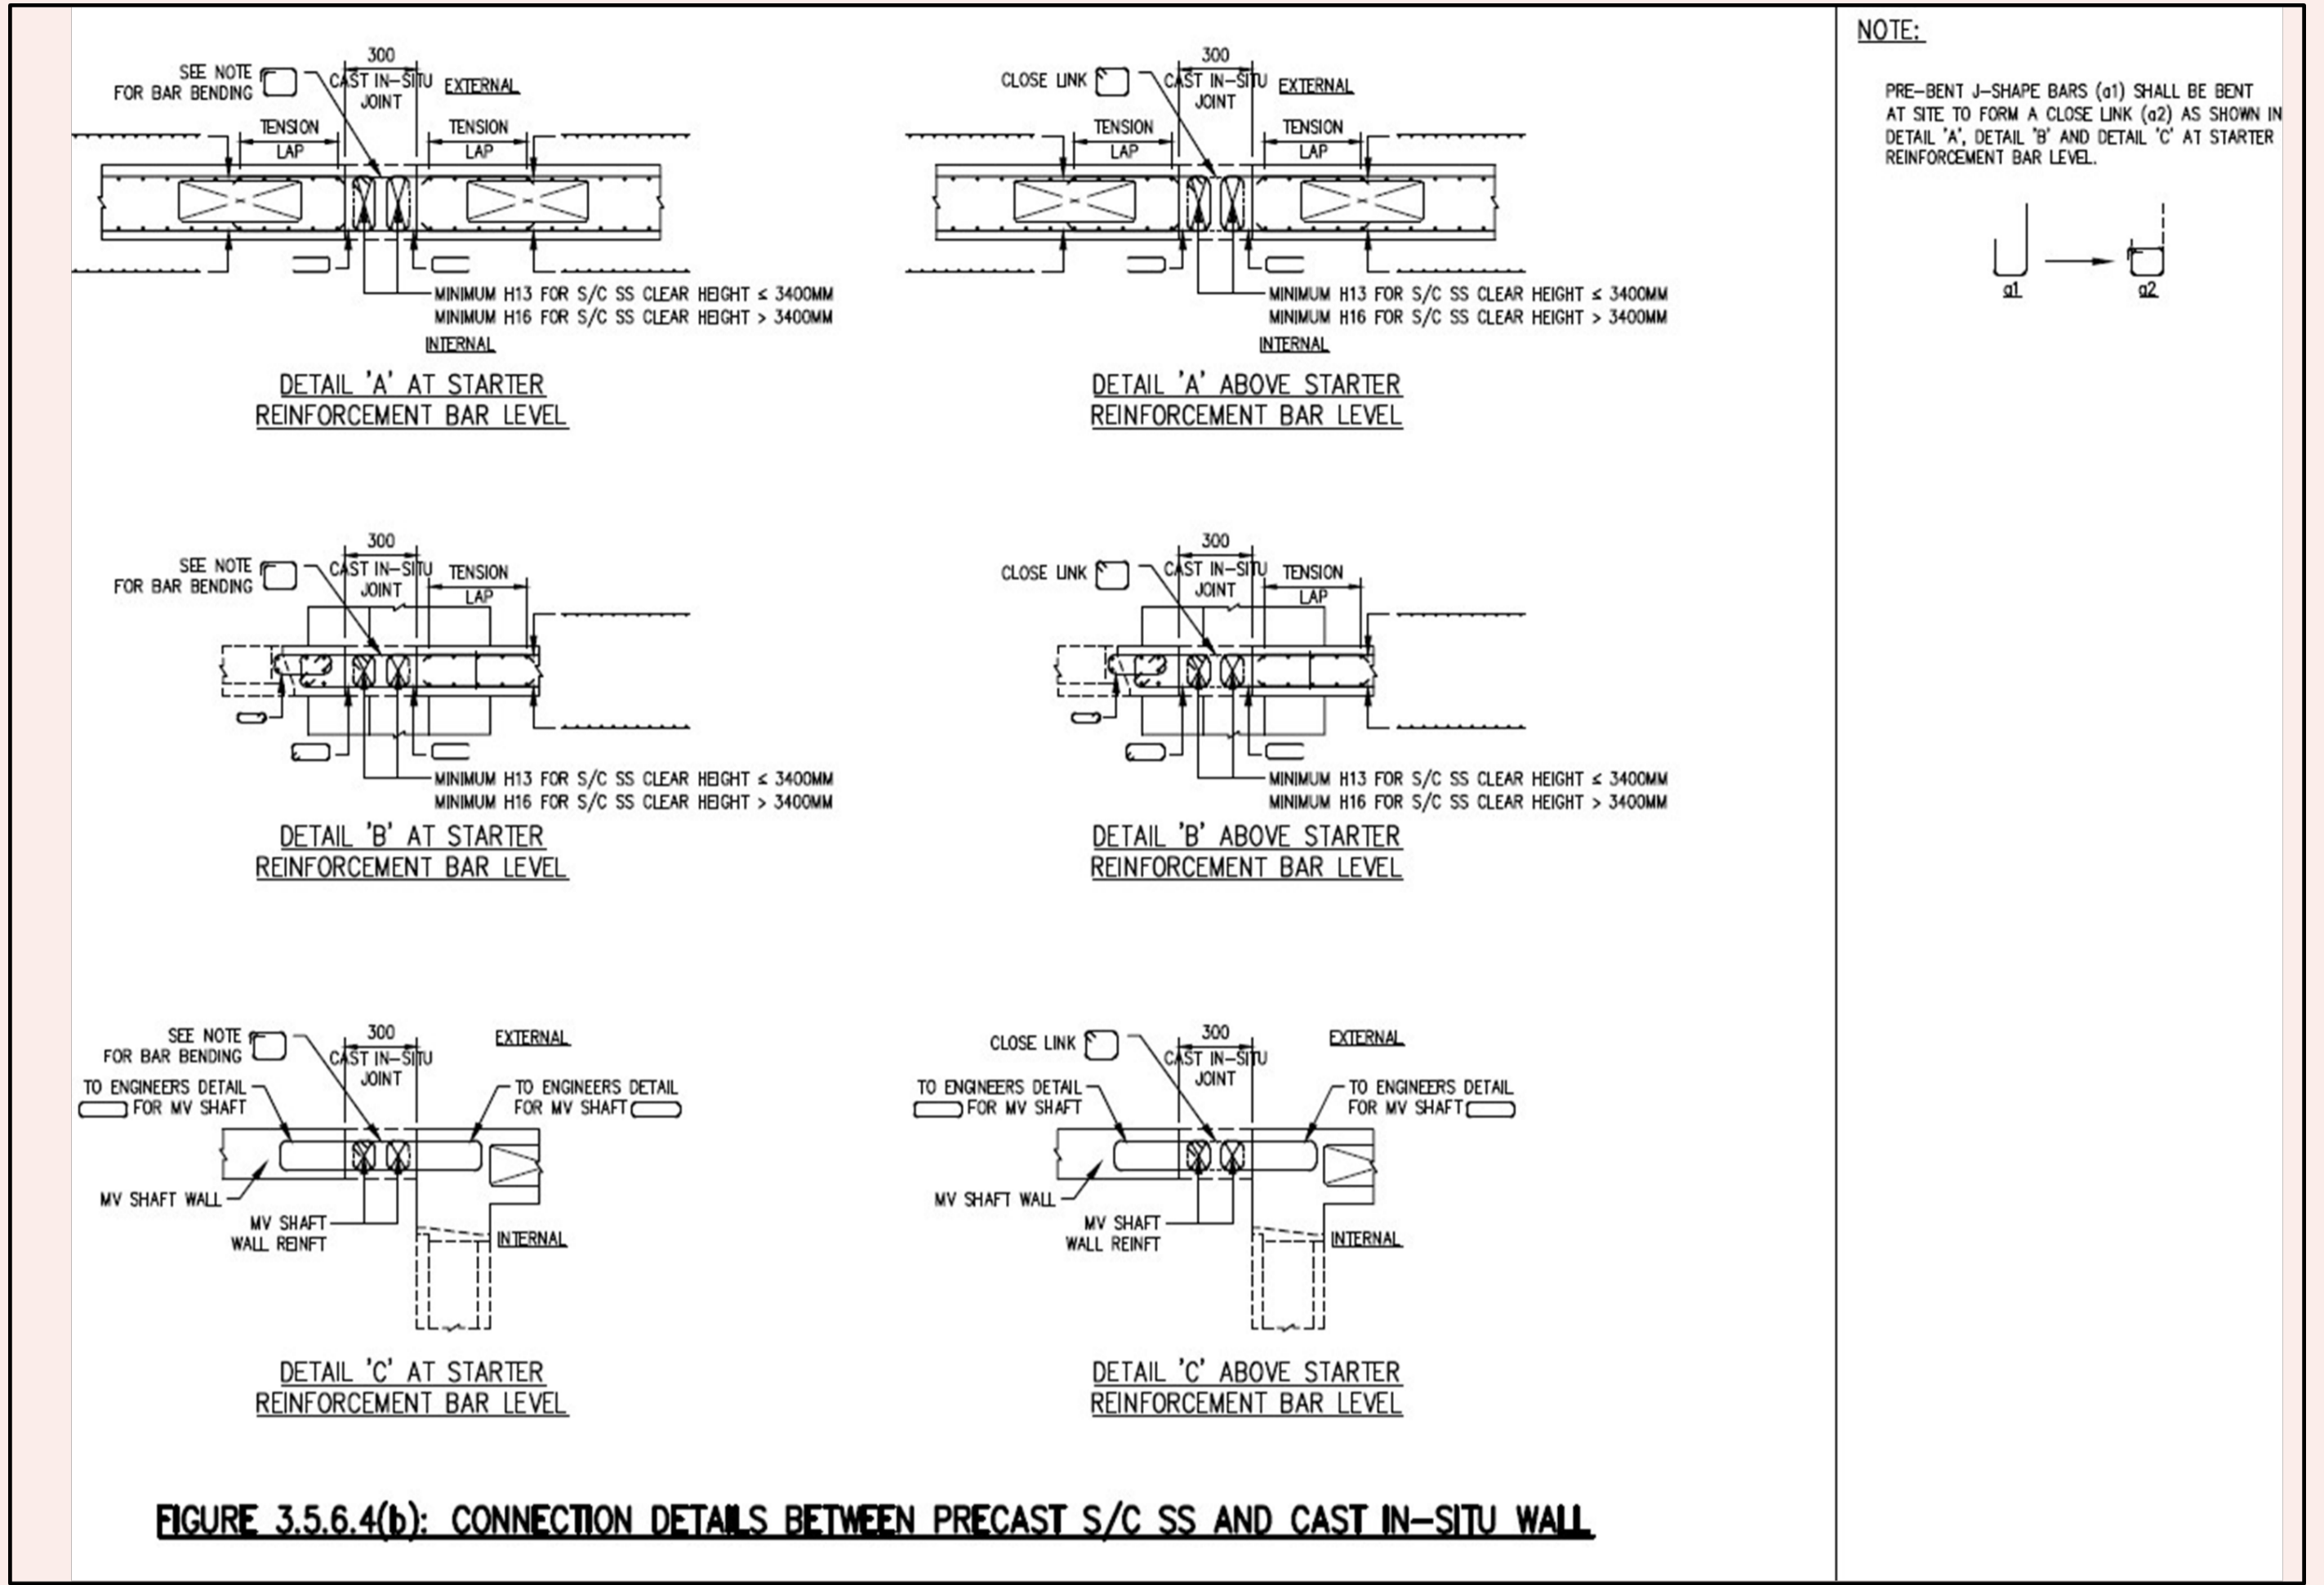 300
SEE NOTE
FOR BAR BENDING
CAST IN-SITU
JOINT
EXTERNAL
TENSION
LAP
TENSION
LAP
MINIMUM H13 FOR S/C SS CLEAR HEIGHT ≤ 3400MM
MINIMUM H16 FOR S/C SS CLEAR HEIGHT > 3400MM
INTERNAL
DETAIL 'A' AT STARTER
REINFORCEMENT BAR LEVEL
300
CLOSE LINK
CAST IN-SITU
JOINT
EXTERNAL
TENSION
LAP
TENSION
LAP
MINIMUM H13 FOR S/C SS CLEAR HEIGHT ≤ 3400MM
MINIMUM H16 FOR S/C SS CLEAR HEIGHT > 3400MM
INTERNAL
DETAIL 'A' ABOVE STARTER
REINFORCEMENT BAR LEVEL
300
SEE NOTE
FOR BAR BENDING
CAST IN-SITU
JOINT
TENSION
LAP
MINIMUM H13 FOR S/C SS CLEAR HEIGHT ≤ 3400MM
MINIMUM H16 FOR S/C SS CLEAR HEIGHT > 3400MM
DETAIL 'B' AT STARTER
REINFORCEMENT BAR LEVEL
300
CLOSE LINK
CAST IN-SITU
JOINT
TENSION
LAP
MINIMUM H13 FOR S/C SS CLEAR HEIGHT ≤ 3400MM
MINIMUM H16 FOR S/C SS CLEAR HEIGHT > 3400MM
DETAIL 'B' ABOVE STARTER
REINFORCEMENT BAR LEVEL
300
SEE NOTE
FOR BAR BENDING
CAST IN-SITU
JOINT
EXTERNAL
TO ENGINEERS DETAIL
FOR MV SHAFT
TO ENGINEERS DETAIL
FOR MV SHAFT
MV SHAFT WALL
MV SHAFT
WALL REINFT
INTERNAL
DETAIL 'C' AT STARTER
REINFORCEMENT BAR LEVEL
300
CLOSE LINK
CAST IN-SITU
JOINT
EXTERNAL
TO ENGINEERS DETAIL
FOR MV SHAFT
TO ENGINEERS DETAIL
FOR MV SHAFT
MV SHAFT WALL
MV SHAFT
WALL REINFT
INTERNAL
DETAIL 'C' ABOVE STARTER
REINFORCEMENT BAR LEVEL
FIGURE 3.5.6.4(b): CONNECTION DETAILS BETWEEN PRECAST S/C SS AND CAST IN-SITU WALL
NOTE:
PRE-BENT J-SHAPE BARS (a1) SHALL BE BENT
AT SITE TO FORM A CLOSE LINK (a2) AS SHOWN IN
DETAIL 'A', DETAIL 'B' AND DETAIL 'C' AT STARTER
REINFORCEMENT BAR LEVEL.
a1
a2